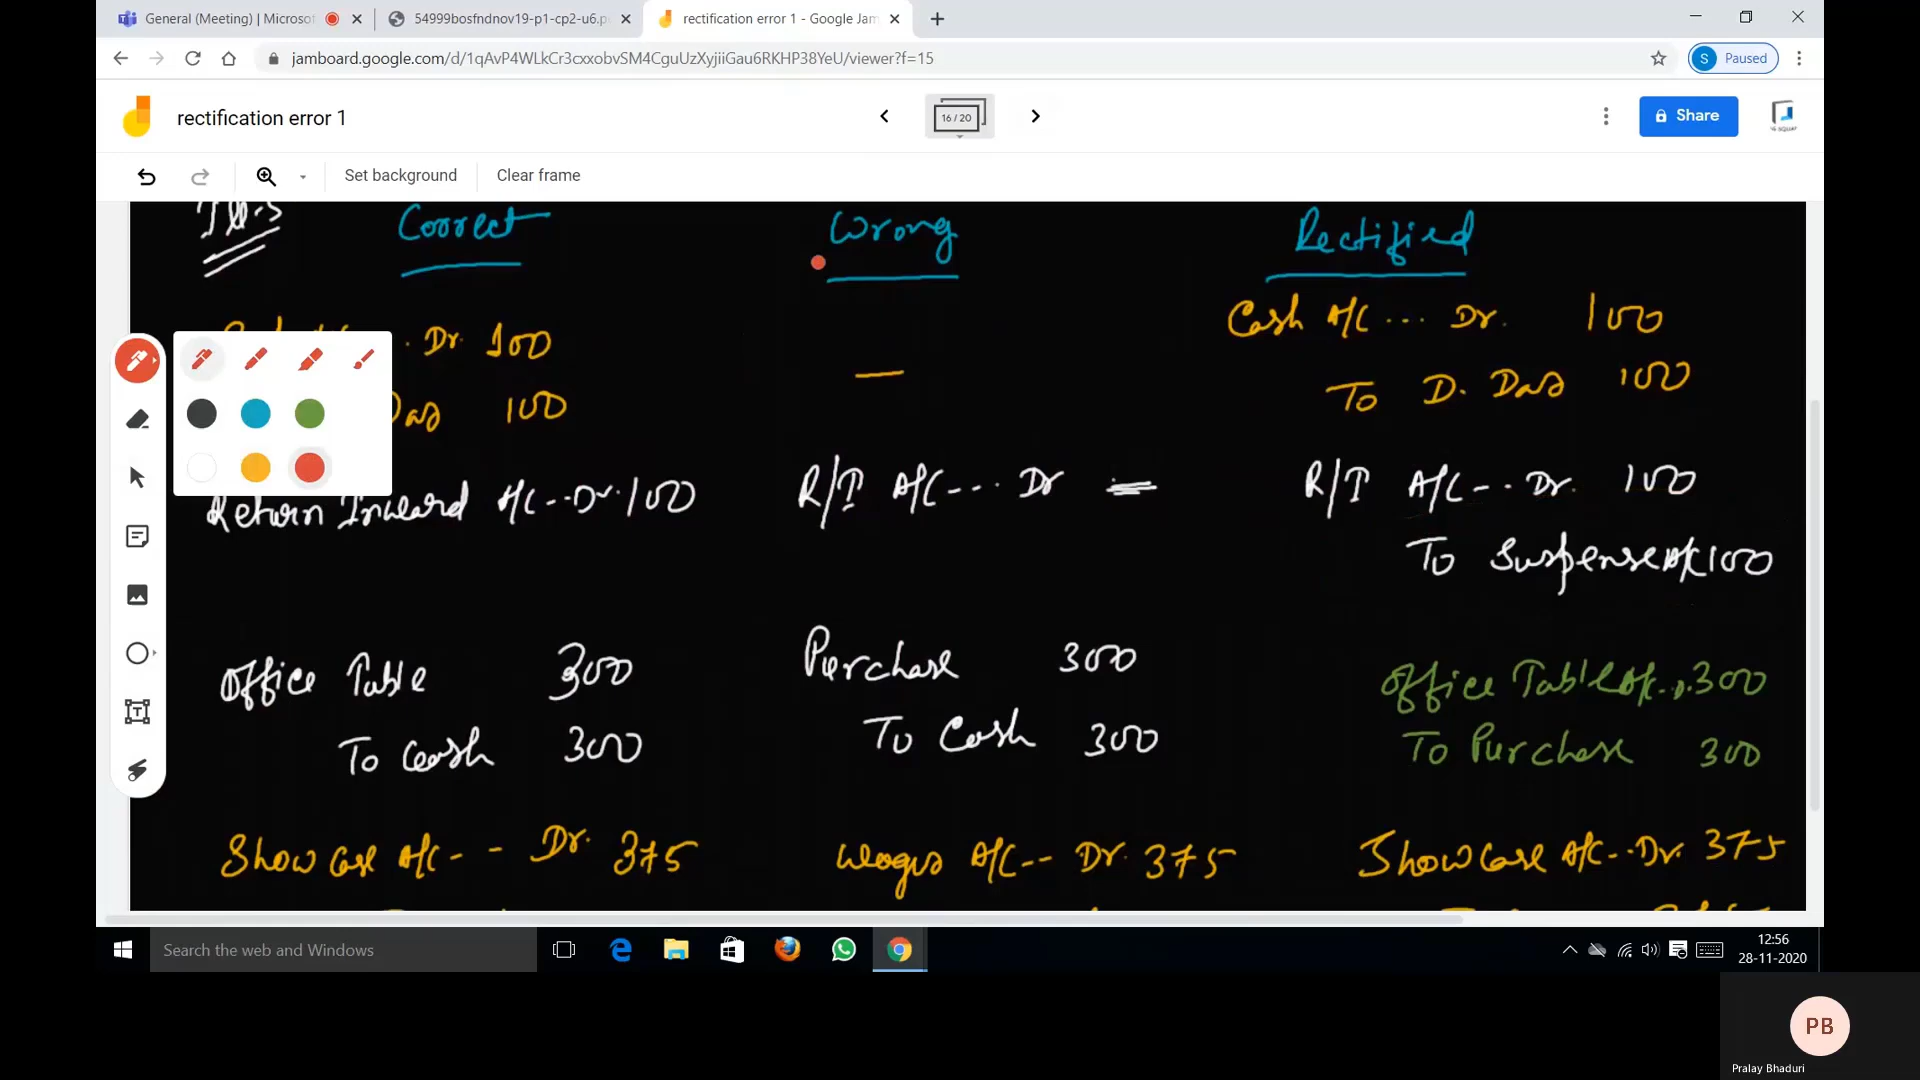 General (Meeting) | Microsof
54999bosfndnov19-p1-cp2-u6.p
rectification error 1 - Google Jam
jamboard.google.com/d/1qAvP4WLkCr3cxxobvSM4CguUzXyjiiGau6RKHP38YeU/viewer?f=15
S Paused
rectification error 1
16 / 20
Share
Set background
Clear frame
Correct Wrong Rectified
Dr. 100
Cash A/C ... Dr. 100
Das 100
—
To D. Das 100
Return Inward A/C--Dr.100
R/I A/C--- Dr
R/I A/C--- Dr. 100
To Suspense A/C 100
Office Table 300
Purchase 300
Office Table A/C.. D.300
To Cash 300
To Cash 300
To Purchase 300
Show Case A/C- - Dr. 375
Wages A/C-- Dr. 375
Show Case A/C--Dr. 375
Search the web and Windows
12:56
28-11-2020
PB
Pralay Bhaduri